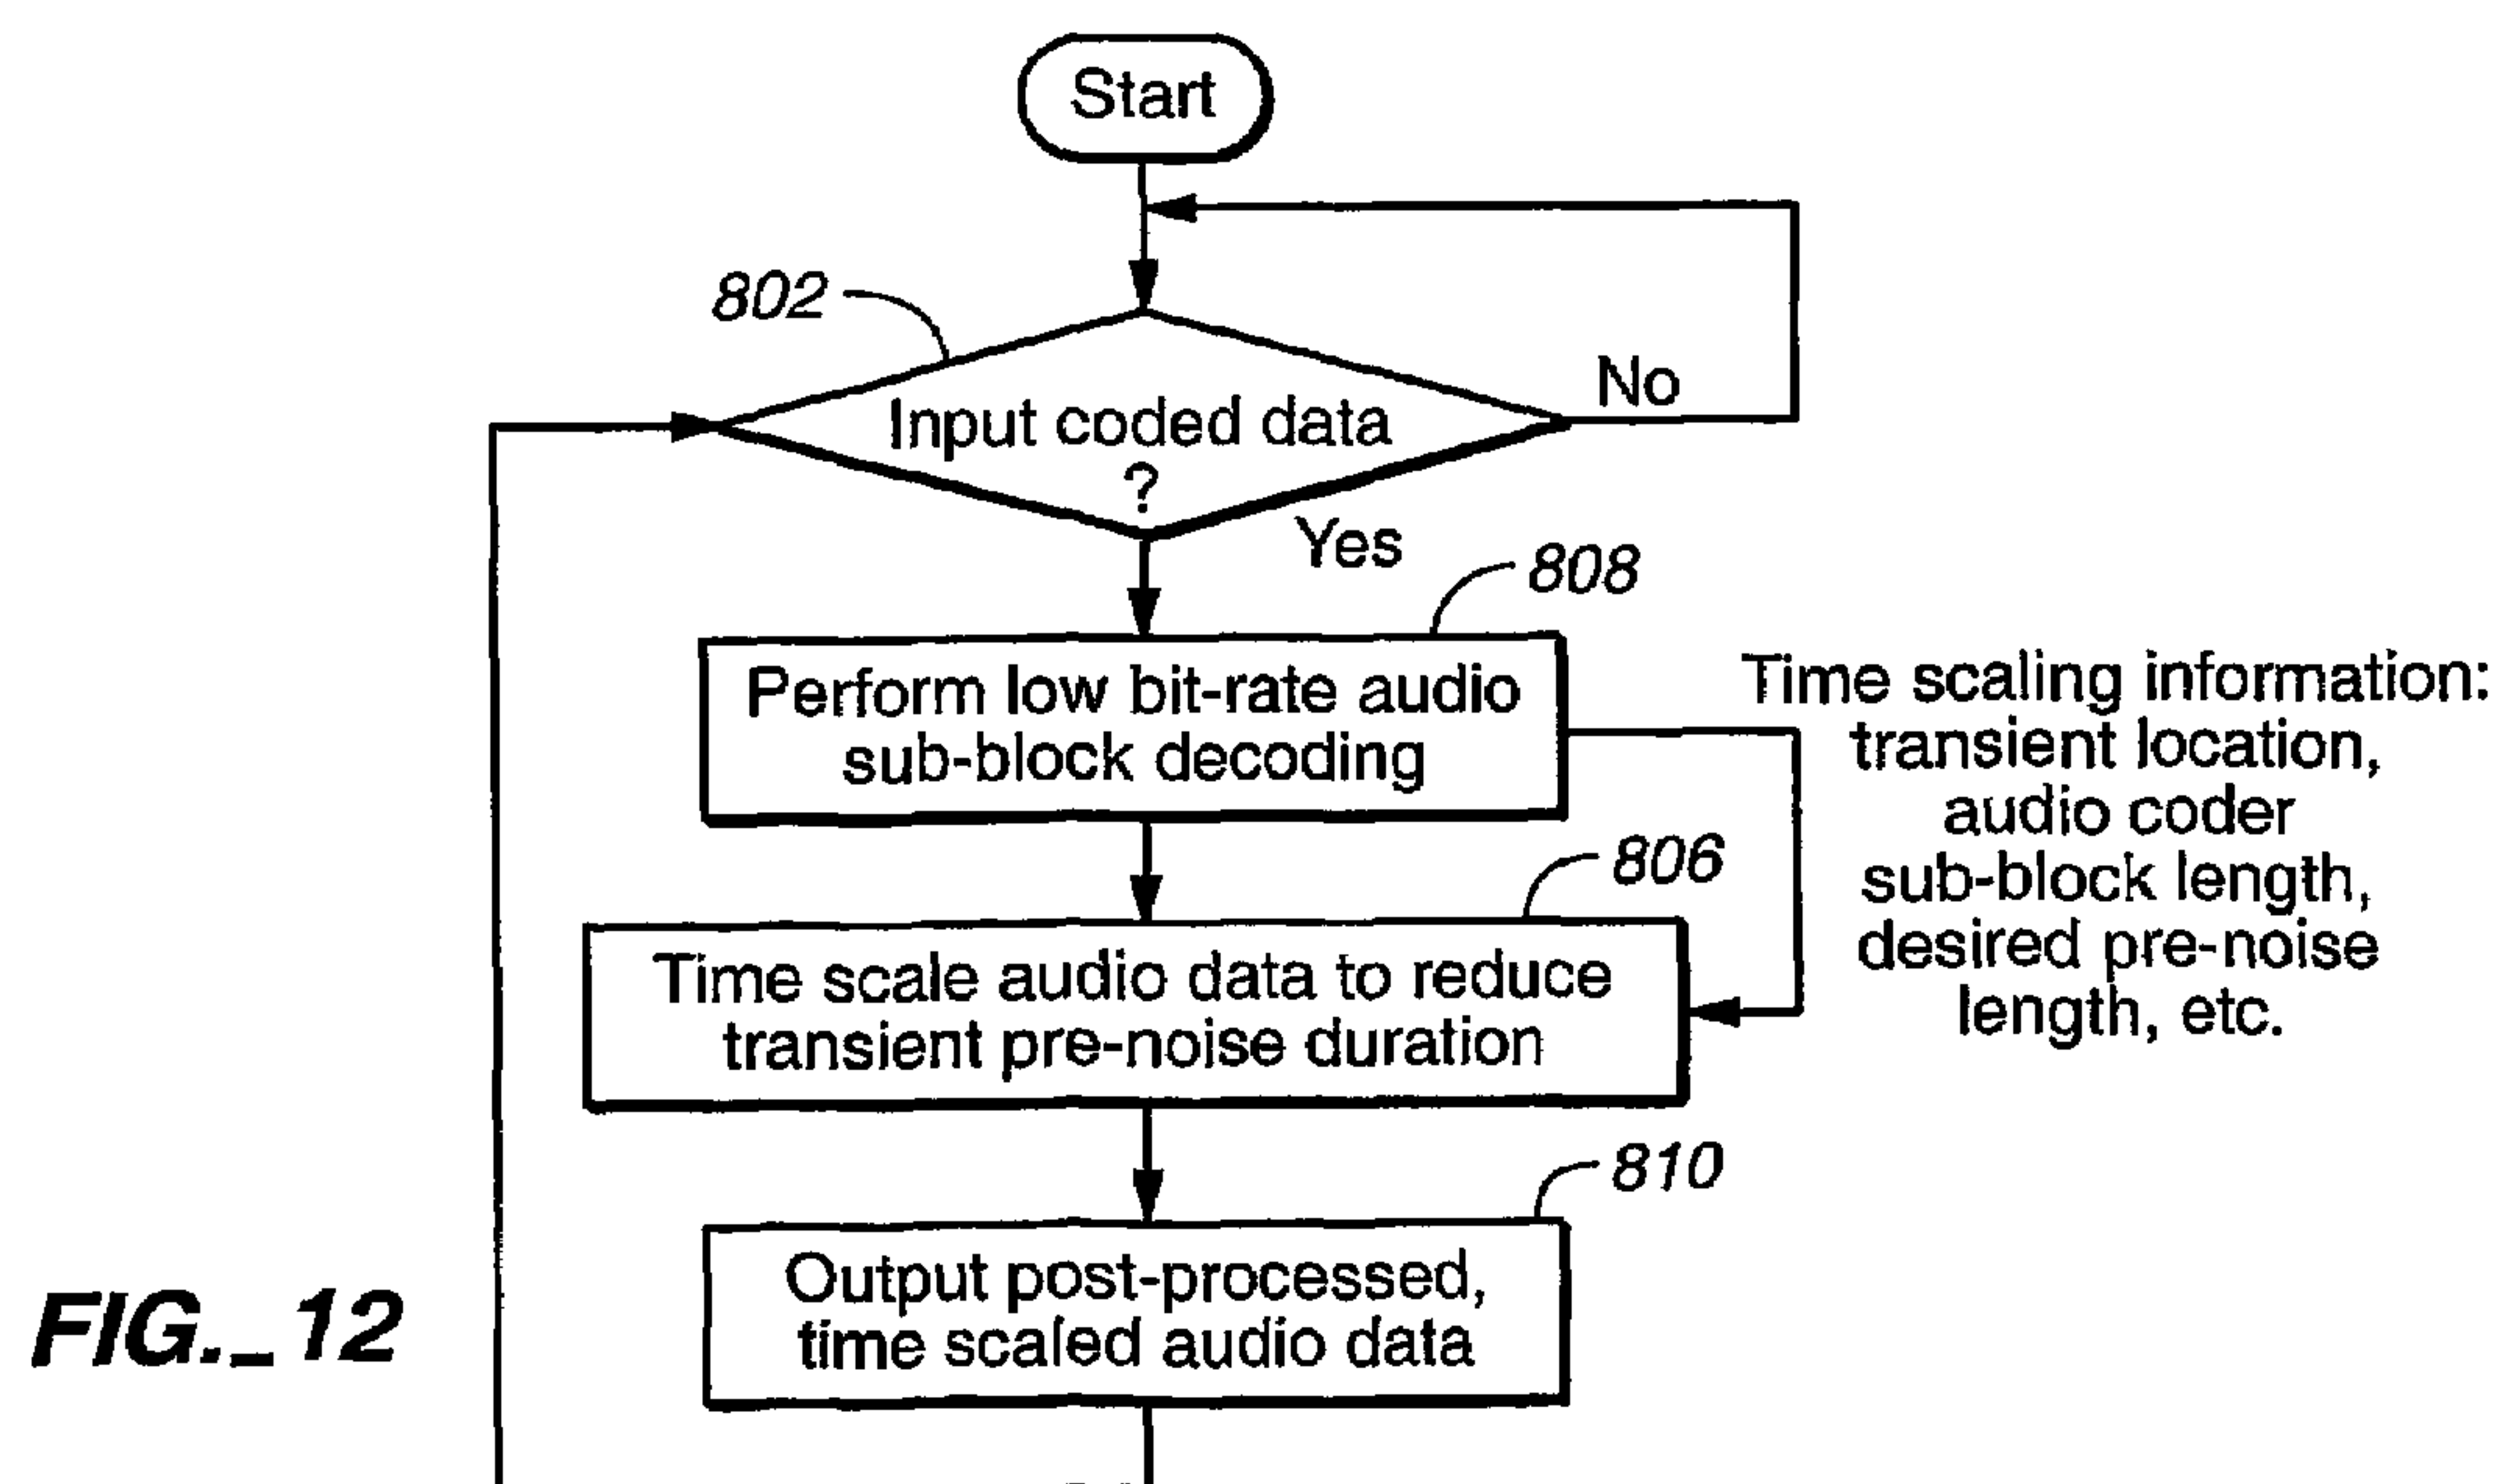 Start
802
No
Input coded data
?
Yes
808
Perform low bit-rate audio
sub-block decoding
Time scaling information:
transient location,
audio coder
sub-block length,
desired pre-noise
length, etc.
806
Time scale audio data to reduce
transient pre-noise duration
810
Output post-processed,
time scaled audio data
FIG._12